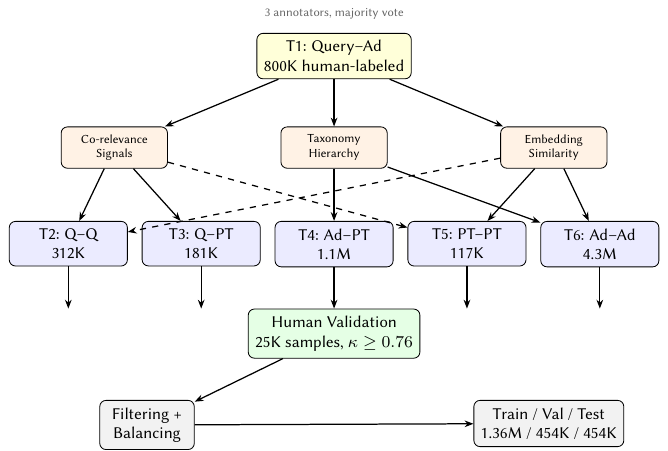 3 annotators, majority vote
T1: Query–Ad
800K human-labeled
Co-relevance
Signals
Taxonomy
Hierarchy
Embedding
Similarity
T2: Q–Q
312K
T3: Q–PT
181K
T4: Ad–PT
1.1M
T5: PT–PT
117K
T6: Ad–Ad
4.3M
Human Validation
25K samples, κ ≥ 0.76
Filtering +
Balancing
Train / Val / Test
1.36M / 454K / 454K